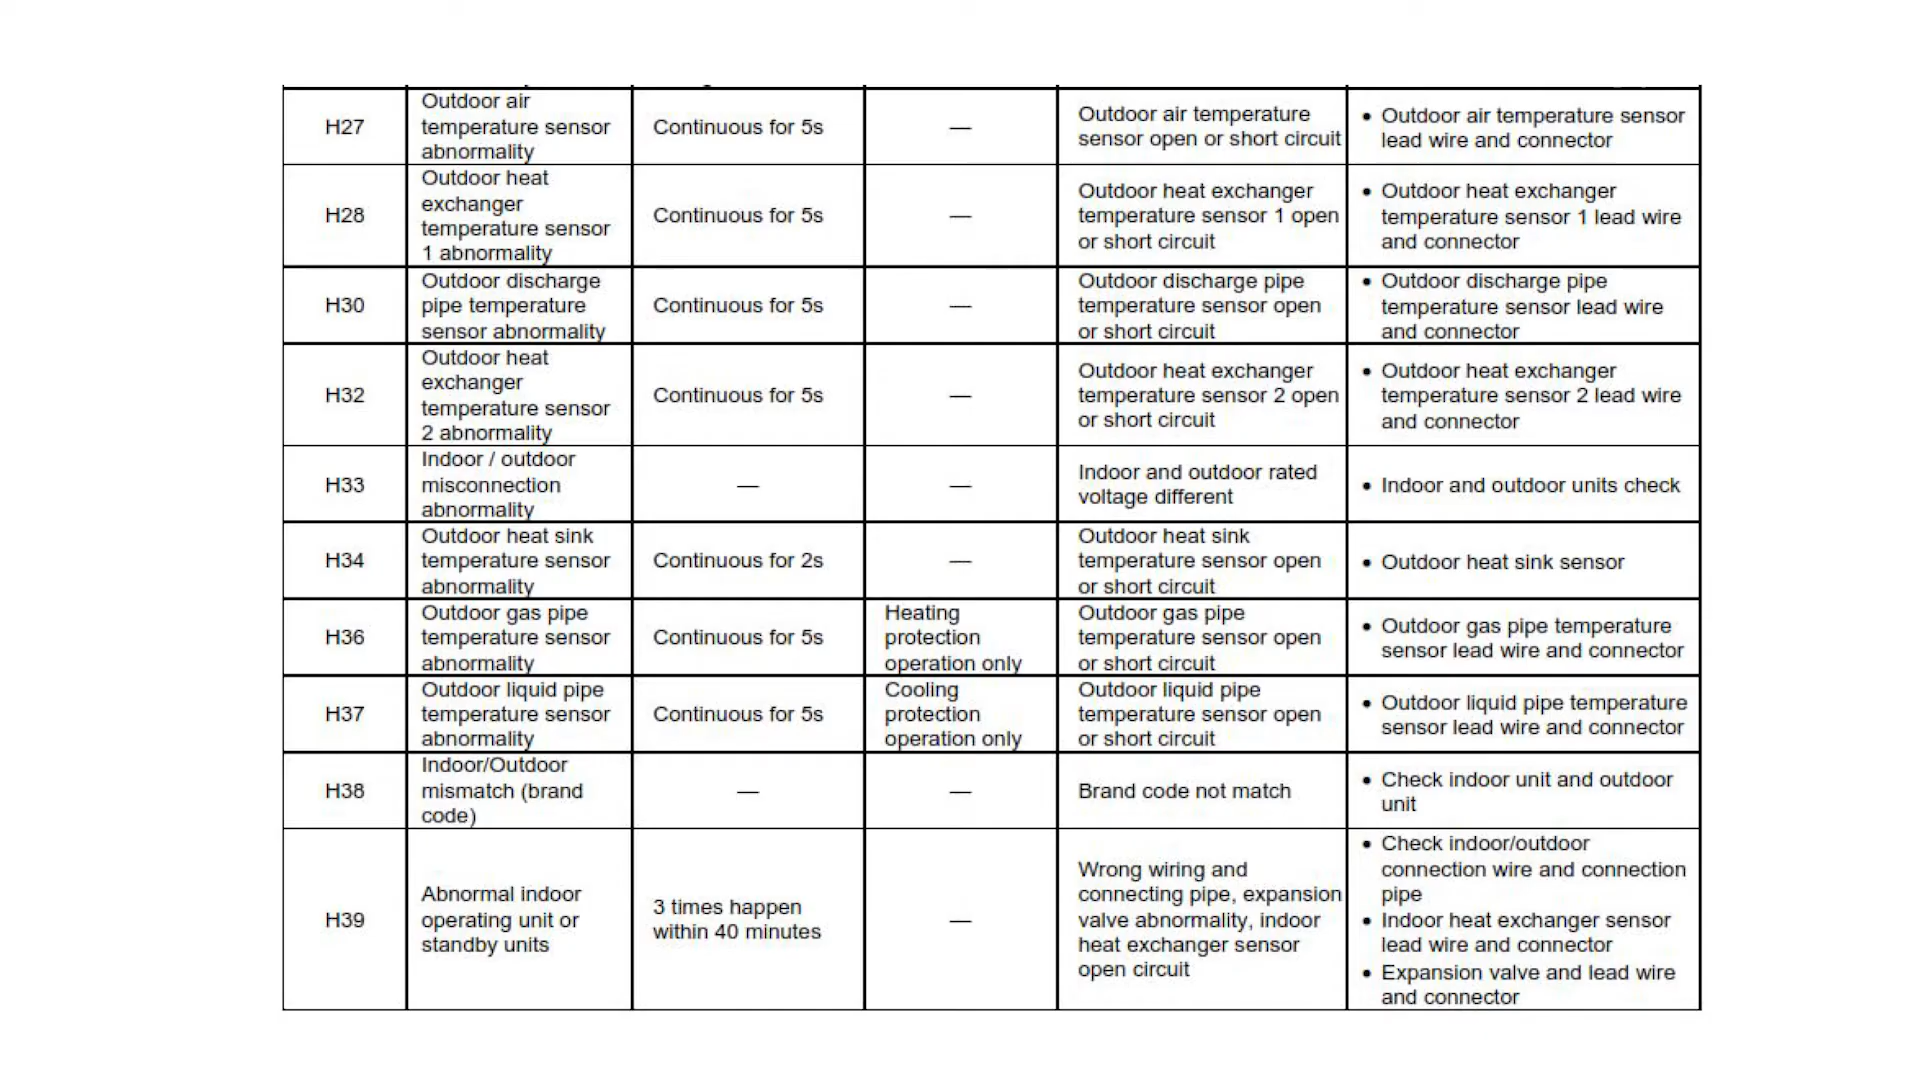 H27
Outdoor air
temperature sensor
abnormality
Continuous for 5s
—
Outdoor air temperature
sensor open or short circuit
• Outdoor air temperature sensor
lead wire and connector
H28
Outdoor heat
exchanger
temperature sensor
1 abnormality
Continuous for 5s
—
Outdoor heat exchanger
temperature sensor 1 open
or short circuit
• Outdoor heat exchanger
temperature sensor 1 lead wire
and connector
H30
Outdoor discharge
pipe temperature
sensor abnormality
Continuous for 5s
—
Outdoor discharge pipe
temperature sensor open
or short circuit
• Outdoor discharge pipe
temperature sensor lead wire
and connector
H32
Outdoor heat
exchanger
temperature sensor
2 abnormality
Continuous for 5s
—
Outdoor heat exchanger
temperature sensor 2 open
or short circuit
• Outdoor heat exchanger
temperature sensor 2 lead wire
and connector
H33
Indoor / outdoor
misconnection
abnormality
—
—
Indoor and outdoor rated
voltage different
• Indoor and outdoor units check
H34
Outdoor heat sink
temperature sensor
abnormality
Continuous for 2s
—
Outdoor heat sink
temperature sensor open
or short circuit
• Outdoor heat sink sensor
H36
Outdoor gas pipe
temperature sensor
abnormality
Continuous for 5s
Heating
protection
operation only
Outdoor gas pipe
temperature sensor open
or short circuit
• Outdoor gas pipe temperature
sensor lead wire and connector
H37
Outdoor liquid pipe
temperature sensor
abnormality
Continuous for 5s
Cooling
protection
operation only
Outdoor liquid pipe
temperature sensor open
or short circuit
• Outdoor liquid pipe temperature
sensor lead wire and connector
H38
Indoor/Outdoor
mismatch (brand
code)
—
—
Brand code not match
• Check indoor unit and outdoor
unit
H39
Abnormal indoor
operating unit or
standby units
3 times happen
within 40 minutes
—
Wrong wiring and
connecting pipe, expansion
valve abnormality, indoor
heat exchanger sensor
open circuit
• Check indoor/outdoor
connection wire and connection
pipe
• Indoor heat exchanger sensor
lead wire and connector
• Expansion valve and lead wire
and connector